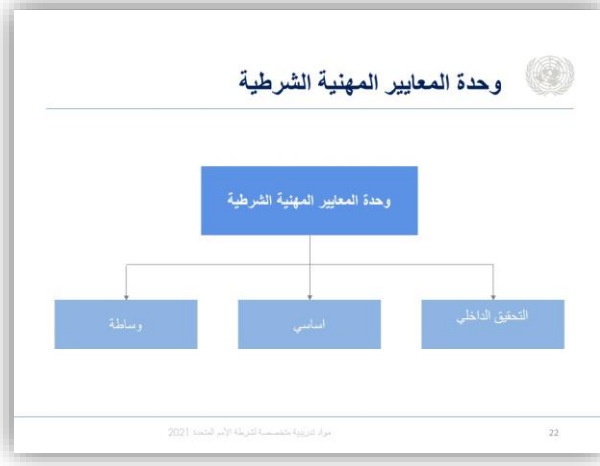 وحدة المعايير المهنية الشرطية
وحدة المعايير المهنية الشرطية
التحقيق الداخلي
اساسي
وساطة
مواد تدريبية متخصصة لشرطة الأمم المتحدة 2021
22